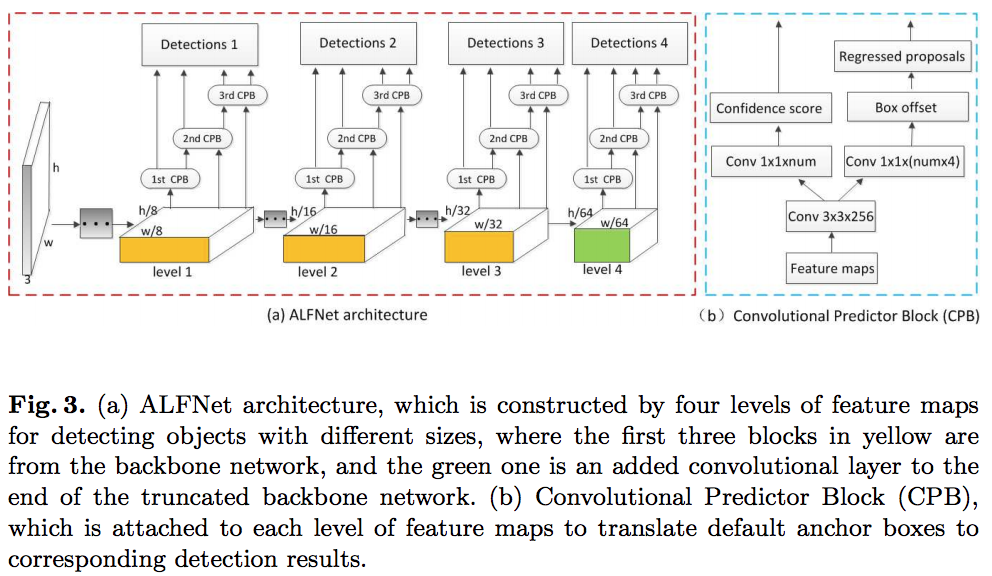 Detections 1
Detections 2
Detections 3
Detections 4
3rd CPB
3rd CPB
3rd CPB
3rd CPB
2nd CPB
2nd CPB
2nd CPB
2nd CPB
1st CPB
1st CPB
1st CPB
1st CPB
h
w
3
h/8
w/8
level 1
h/16
w/16
level 2
h/32
w/32
level 3
h/64
w/64
level 4
(a) ALFNet architecture
Regressed proposals
Confidence score
Box offset
Conv 1x1xnum
Conv 1x1x(numx4)
Conv 3x3x256
Feature maps
(b) Convolutional Predictor Block (CPB)
Fig. 3. (a) ALFNet architecture, which is constructed by four levels of feature maps
for detecting objects with different sizes, where the first three blocks in yellow are
from the backbone network, and the green one is an added convolutional layer to the
end of the truncated backbone network. (b) Convolutional Predictor Block (CPB),
which is attached to each level of feature maps to translate default anchor boxes to
corresponding detection results.